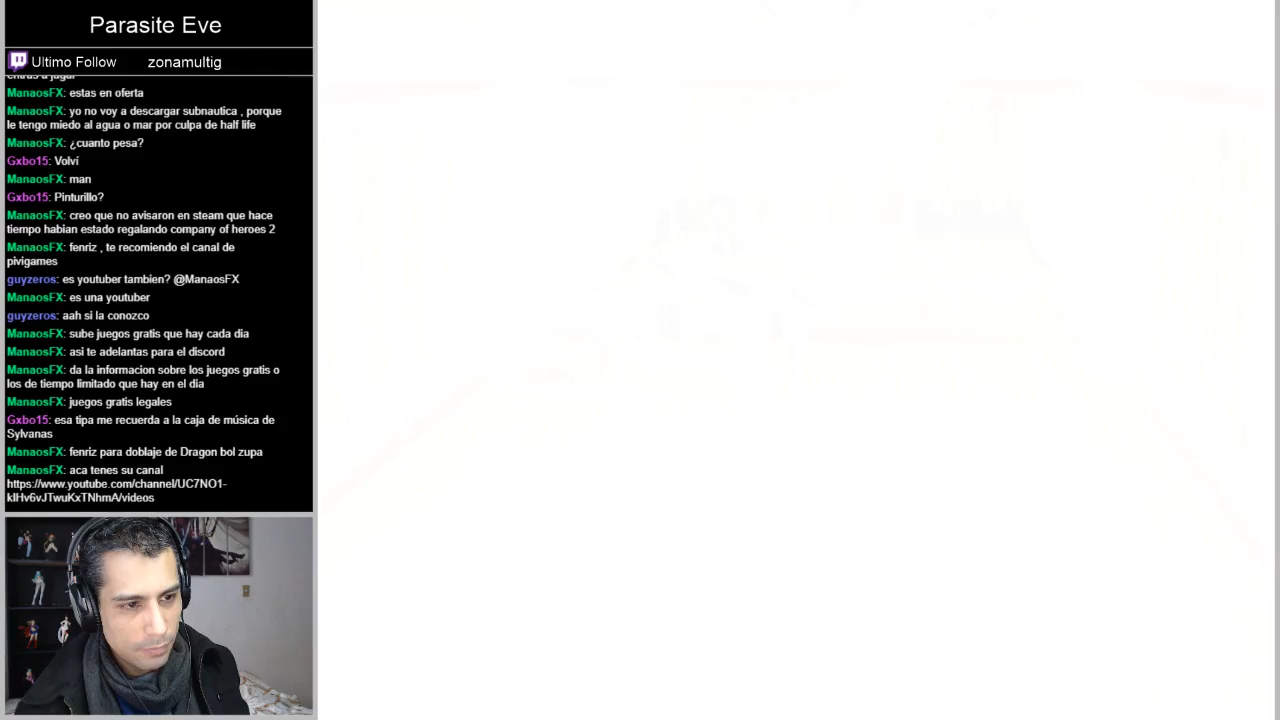 Parasite Eve
Ultimo Follow zonamultig
entras a jugar
ManaosFX: estas en oferta
ManaosFX: yo no voy a descargar subnautica , porque
le tengo miedo al agua o mar por culpa de half life
ManaosFX: ¿cuanto pesa?
Gxbo15: Volví
ManaosFX: man
Gxbo15: Pinturillo?
ManaosFX: creo que no avisaron en steam que hace
tiempo habian estado regalando company of heroes 2
ManaosFX: fenriz , te recomiendo el canal de
pivigames
guyzeros: es youtuber tambien? @ManaosFX
ManaosFX: es una youtuber
guyzeros: aah si la conozco
ManaosFX: sube juegos gratis que hay cada dia
ManaosFX: asi te adelantas para el discord
ManaosFX: da la informacion sobre los juegos gratis o
los de tiempo limitado que hay en el dia
ManaosFX: juegos gratis legales
Gxbo15: esa tipa me recuerda a la caja de música de
Sylvanas
ManaosFX: fenriz para doblaje de Dragon bol zupa
ManaosFX: aca tenes su canal
https://www.youtube.com/channel/UC7NO1-
kIHv6vJTwuKxTNhmA/videos